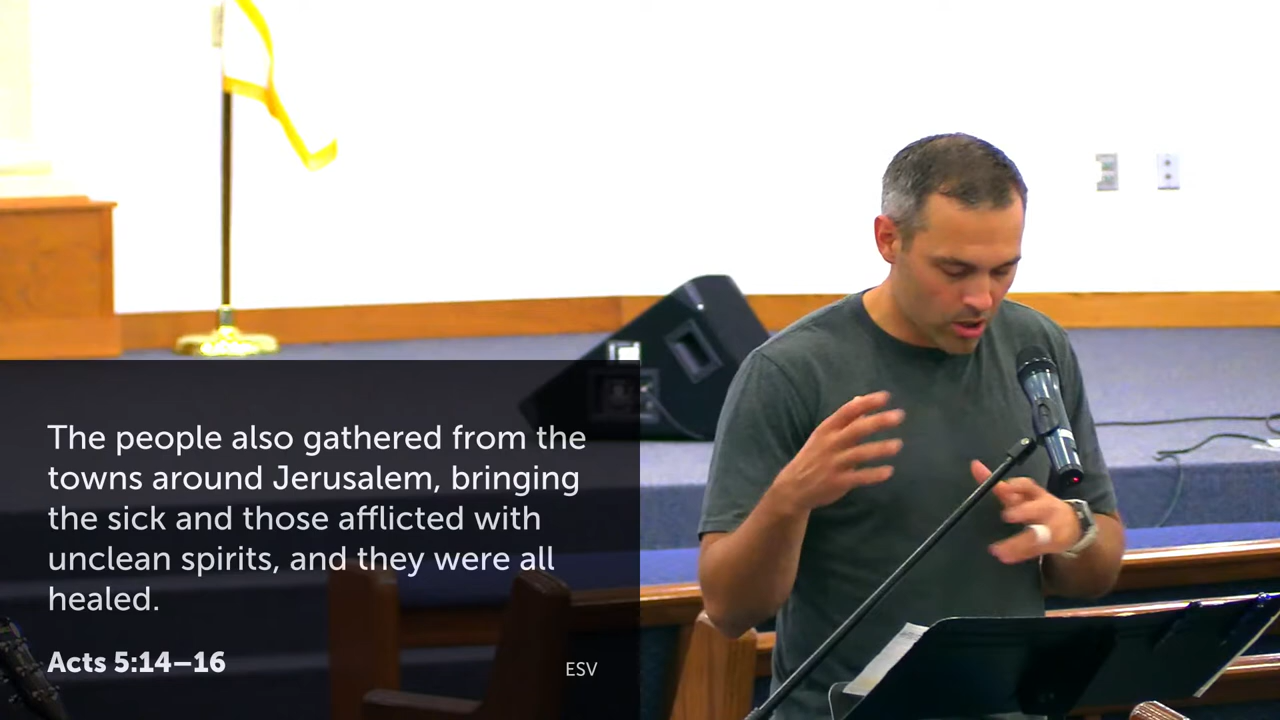 The people also gathered from the
towns around Jerusalem, bringing
the sick and those afflicted with
unclean spirits, and they were all
healed.
Acts 5:14–16
ESV